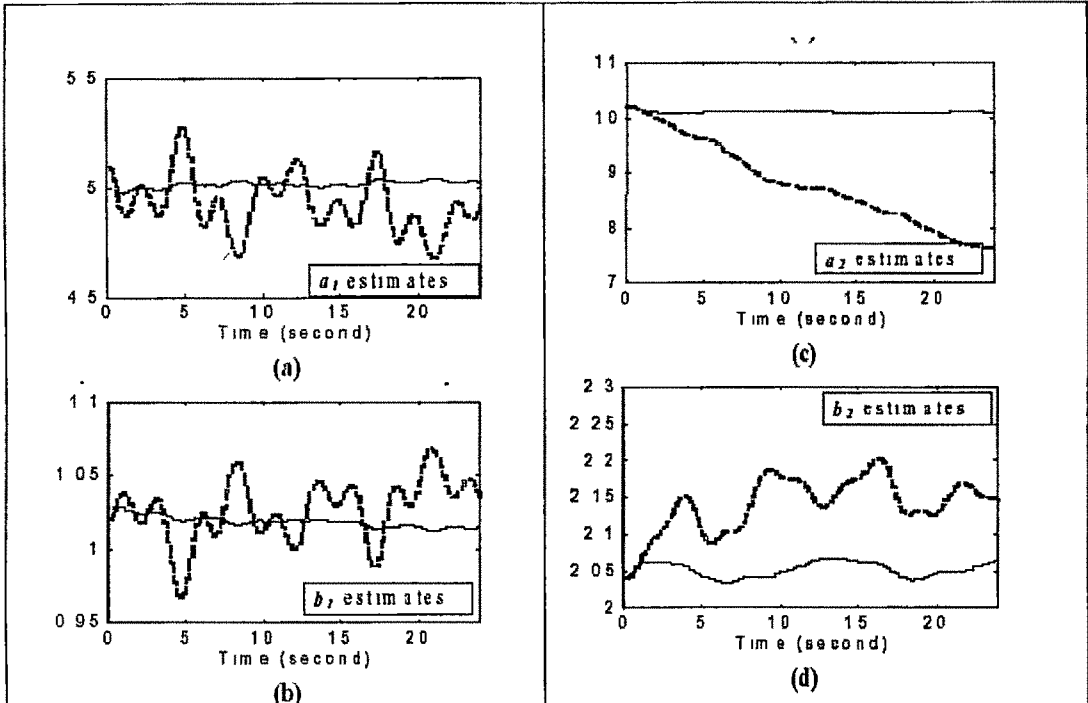 5 5
5
4 5
a1 estimates
0 5 10 15 20
Time (second)
(a)
1 1
1 05
1
0 95
b1 estimates
0 5 10 15 20
Time (second)
(b)
11
10
9
8
7
a2 estimates
0 5 10 15 20
Time (second)
(c)
2 3
2 25
2 2
2 15
2 1
2 05
2
b2 estimates
0 5 10 15 20
Time (second)
(d)